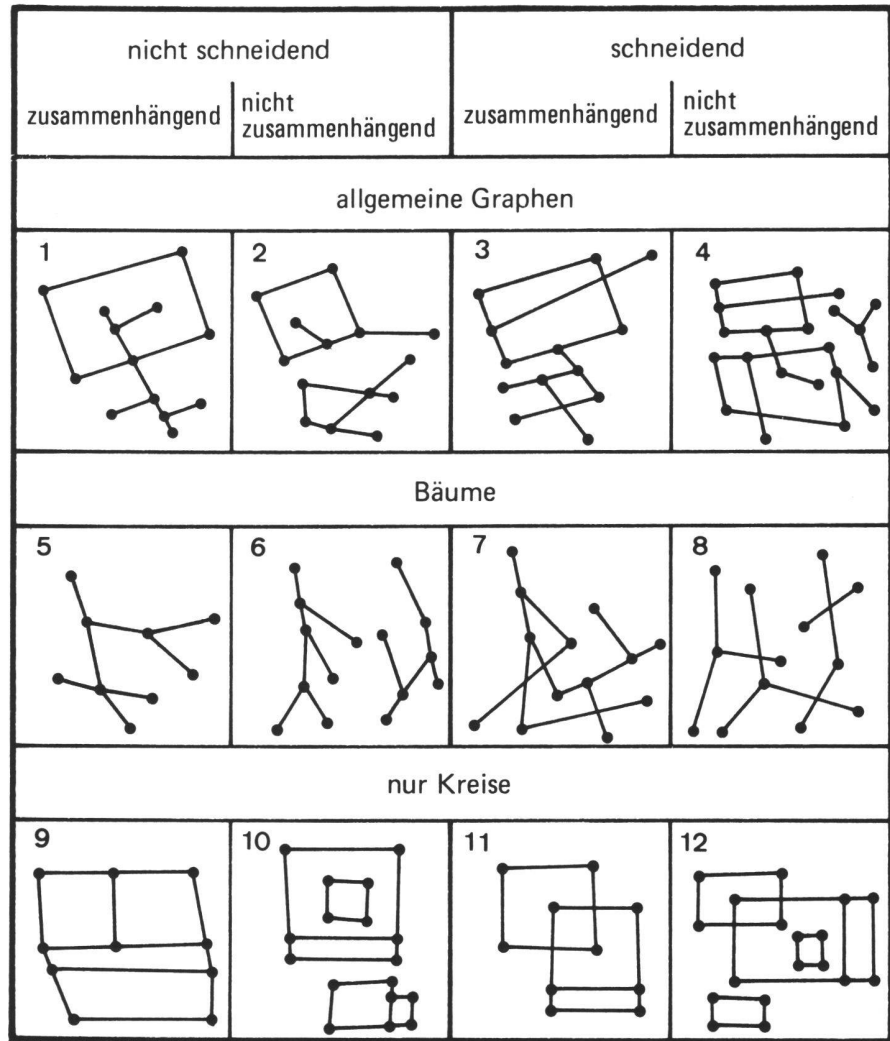 nicht schneidend
schneidend
zusammenhängend
nicht
zusammenhängend
zusammenhängend
nicht
zusammenhängend
allgemeine Graphen
1
2
3
4
Bäume
5
6
7
8
nur Kreise
9
10
11
12